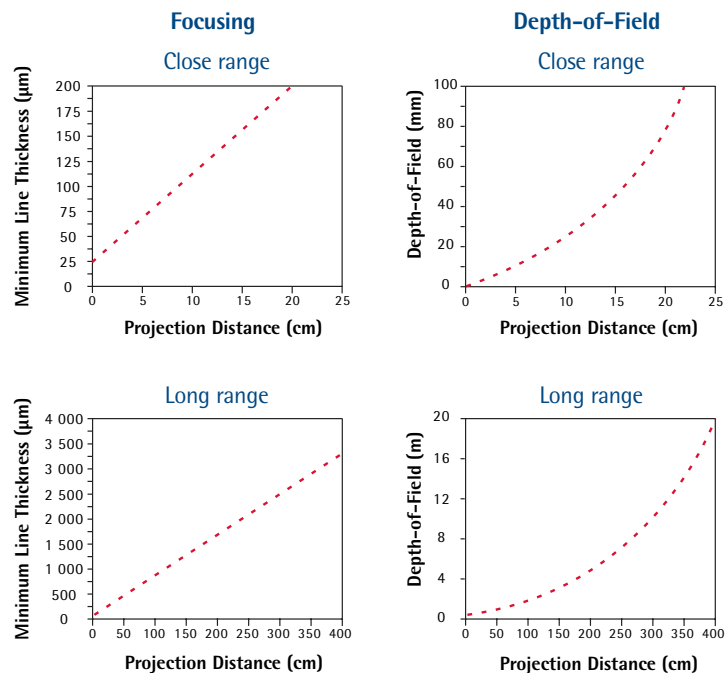 Focusing
Depth-of-Field
Close range
Close range
Minimum Line Thickness (µm)
200
175
150
125
100
75
50
25
0
0 5 10 15 20 25
Projection Distance (cm)
Depth-of-Field (mm)
100
80
60
40
20
0
0 5 10 15 20 25
Projection Distance (cm)
Long range
Long range
Minimum Line Thickness (µm)
4 000
3 500
3 000
2 500
2 000
1 500
1 000
500
0
0 50 100 150 200 250 300 350 400
Projection Distance (cm)
Depth-of-Field (m)
20
16
12
8
4
0
0 50 100 150 200 250 300 350 400
Projection Distance (cm)